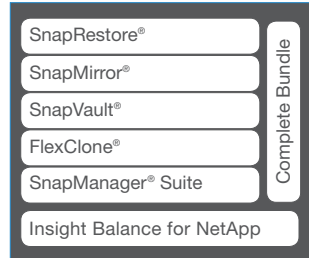 SnapRestore®
SnapMirror®
SnapVault®
FlexClone®
SnapManager® Suite
Complete Bundle
Insight Balance for NetApp